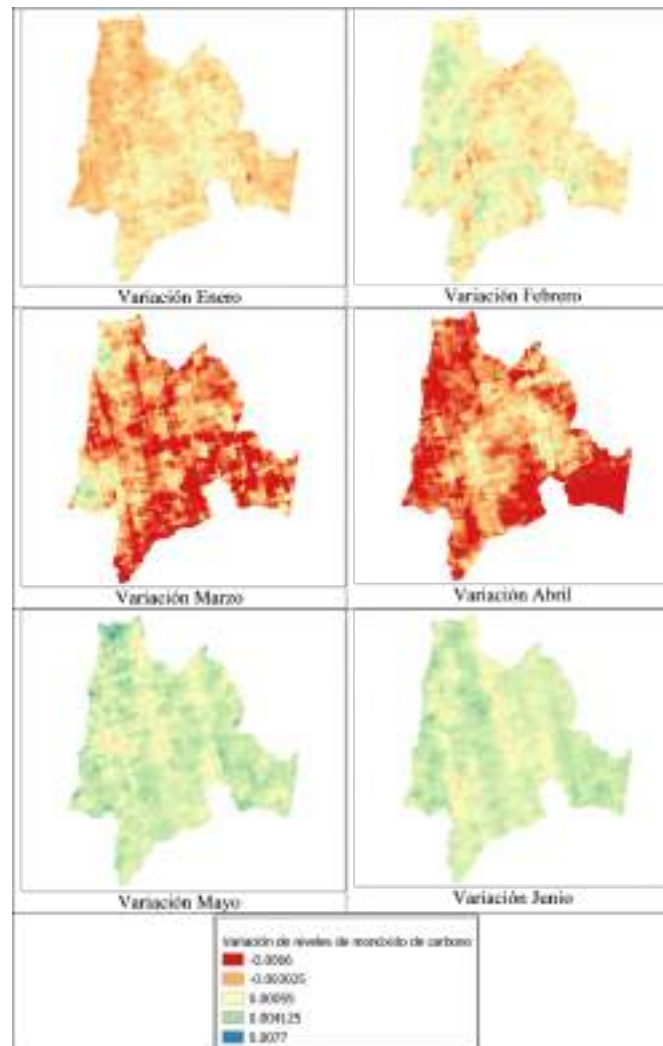 Variación Enero
Variación Febrero
Variación Marzo
Variación Abril
Variación Mayo
Variación Junio
Variación de niveles de monóxido de carbono
-0.0066
-0.003025
0.00055
0.004125
0.0077